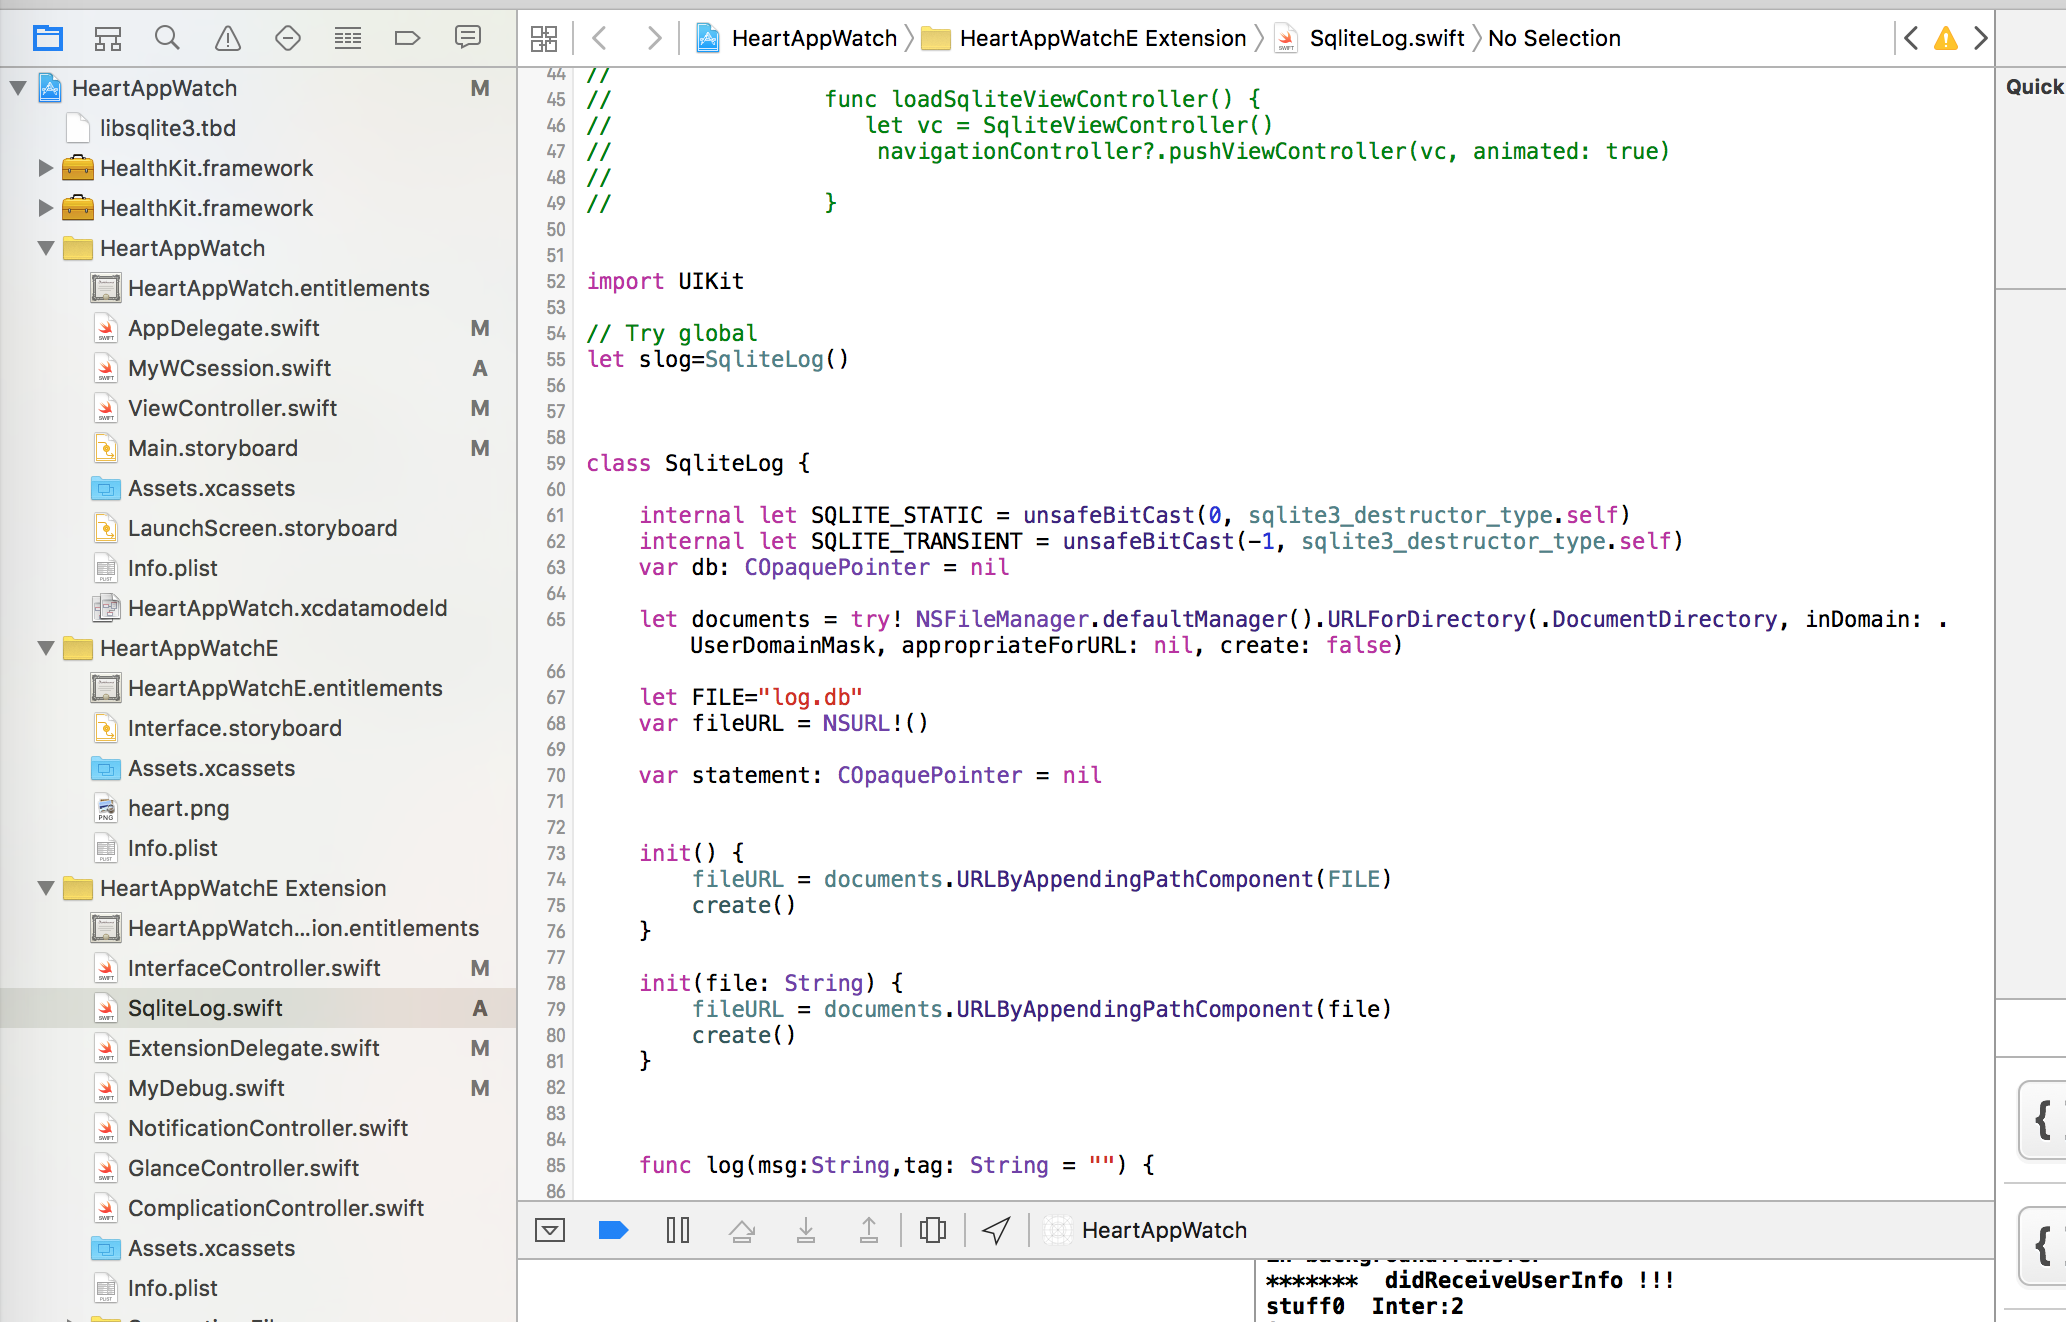 HeartAppWatch
HeartAppWatchE Extension
SqliteLog.swift
No Selection
Quick
HeartAppWatch M
libsqlite3.tbd
HealthKit.framework
HealthKit.framework
HeartAppWatch
HeartAppWatch.entitlements
AppDelegate.swift M
MyWCsession.swift A
ViewController.swift M
Main.storyboard M
Assets.xcassets
LaunchScreen.storyboard
Info.plist
HeartAppWatch.xcdatamodeld
HeartAppWatchE
HeartAppWatchE.entitlements
Interface.storyboard
Assets.xcassets
heart.png
Info.plist
HeartAppWatchE Extension
HeartAppWatch...ion.entitlements
InterfaceController.swift M
SqliteLog.swift A
ExtensionDelegate.swift M
MyDebug.swift M
NotificationController.swift
GlanceController.swift
ComplicationController.swift
Assets.xcassets
Info.plist
44 //
45 // func loadSqliteViewController() {
46 // let vc = SqliteViewController()
47 // navigationController?.pushViewController(vc, animated: true)
48 //
49 // }
50
51
52 import UIKit
53
54 // Try global
55 let slog=SqliteLog()
56
57
58
59 class SqliteLog {
60
61 internal let SQLITE_STATIC = unsafeBitCast(0, sqlite3_destructor_type.self)
62 internal let SQLITE_TRANSIENT = unsafeBitCast(-1, sqlite3_destructor_type.self)
63 var db: COpaquePointer = nil
64
65 let documents = try! NSFileManager.defaultManager().URLForDirectory(.DocumentDirectory, inDomain: .
UserDomainMask, appropriateForURL: nil, create: false)
66
67 let FILE="log.db"
68 var fileURL = NSURL!()
69
70 var statement: COpaquePointer = nil
71
72
73 init() {
74 fileURL = documents.URLByAppendingPathComponent(FILE)
75 create()
76 }
77
78 init(file: String) {
79 fileURL = documents.URLByAppendingPathComponent(file)
80 create()
81 }
82
83
84
85 func log(msg:String,tag: String = "") {
86
HeartAppWatch
******* didReceiveUserInfo !!!
stuff0 Inter:2
{
{